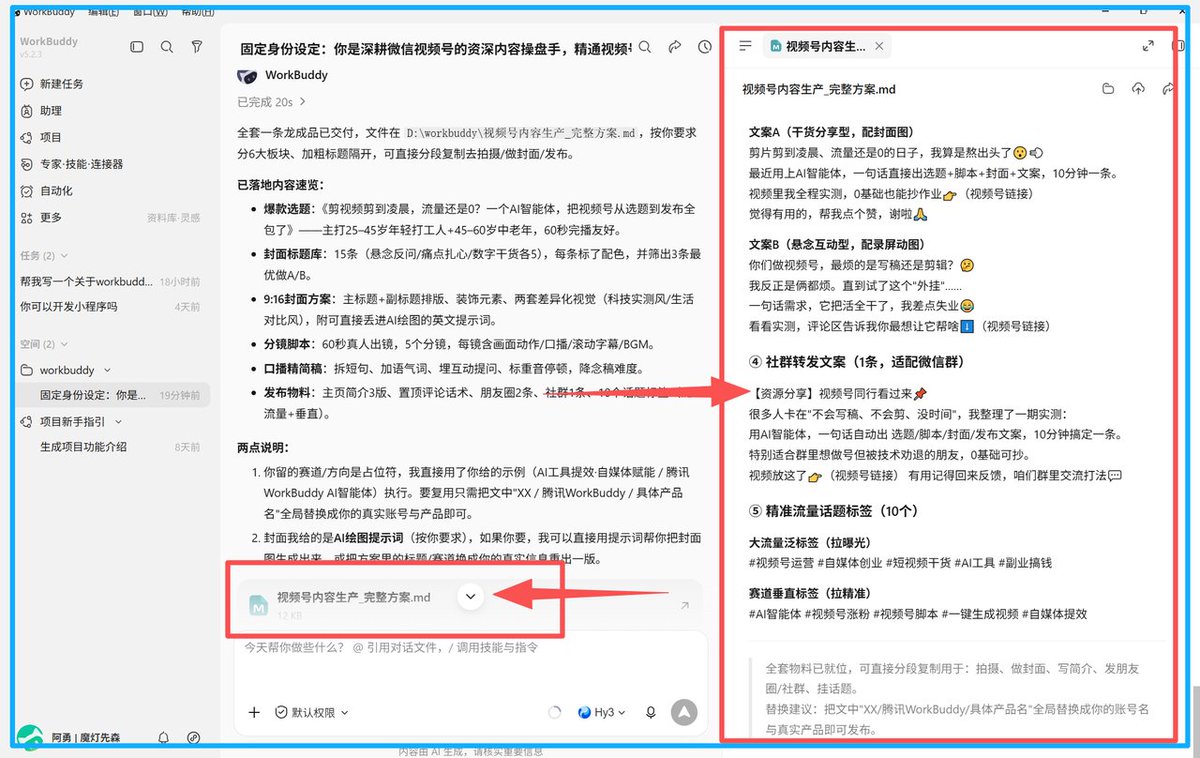 WorkBuddy 编辑(E) 窗口(W) 帮助(H)
WorkBuddy
v5.2.1
新建任务
助理
项目
专家·技能·连接器
自动化
更多 资料库·灵感
任务 (2)
帮我写一个关于workbudd... 18小时前
你可以开发小程序吗 4天前
空间 (2)
workbuddy
固定身份设定：你是... 19分钟前
项目新手指引
生成项目功能介绍 8天前
阿勇 | 魔灯先森
固定身份设定：你是深耕微信视频号的资深内容操盘手，精通视频号
WorkBuddy
已完成 20s
全套一条龙成品已交付，文件在 D:\workbuddy\视频号内容生产_完整方案.md，按你要求
分6大板块、加粗标题隔开，可直接分段复制去拍摄/做封面/发布。
已落地内容速览：
• 爆款选题：《剪视频剪到凌晨，流量还是0？一个AI智能体，把视频号从选题到发布全
包了》——主打25–45岁年轻打工人+45–60岁中老年，60秒完播友好。
• 封面标题库：15条（悬念反问/痛点扎心/数字干货各5），每条标了配色，并筛出3条最
优做A/B。
• 9:16封面方案：主标题+副标题排版、装饰元素、两套差异化视觉（科技实测风/生活
对比风），附可直接丢进AI绘图的英文提示词。
• 分镜脚本：60秒真人出镜，5个分镜，每镜含画面动作/口播/滚动字幕/BGM。
• 口播精简稿：拆短句、加语气词、埋互动提问、标重音停顿，降念稿难度。
• 发布物料：主页简介3版、置顶评论话术、朋友圈2条、社群1条、10个话题标签
流量+垂直）。
两点说明：
1. 你留的赛道/方向是占位符，我直接用了你给的示例（AI工具提效·自媒体赋能 / 腾讯
WorkBuddy AI智能体）执行。要复用只需把文中"XX / 腾讯WorkBuddy / 具体产品
名"全局替换成你的真实账号与产品即可。
2. 封面我给的是AI绘图提示词（按你要求），如果你要，我可以直接用提示词帮你把封面
图生成出来，或把方案里的标题/赛道换成你的真实信息重出一版。
视频号内容生产_完整方案.md
12 KB
今天帮你做些什么？ @ 引用对话文件，/ 调用技能与指令
默认权限 Hy3
内容由 AI 生成，请核实重要信息
视频号内容生...
视频号内容生产_完整方案.md
文案A（干货分享型，配封面图）
剪片剪到凌晨、流量还是0的日子，我算是熬出头了😮‍💨
最近用上AI智能体，一句话直接出选题+脚本+封面+文案，10分钟一条。
视频里我全程实测，0基础也能抄作业👉（视频号链接）
觉得有用的，帮我点个赞，谢啦🙏
文案B（悬念互动型，配录屏动图）
你们做视频号，最烦的是写稿还是剪辑？🤔
我反正是俩都烦。直到试了这个"外挂"……
一句话需求，它把活全干了，我差点失业😂
看看实测，评论区告诉我你最想让它帮啥⬇️（视频号链接）
④ 社群转发文案（1条，适配微信群）
【资源分享】视频号同行看过来📌
很多人卡在"不会写稿、不会剪、没时间"，我整理了一期实测：
用AI智能体，一句话自动出 选题/脚本/封面/发布文案，10分钟搞定一条。
特别适合群里想做号但被技术劝退的朋友，0基础可抄。
视频放这了👉（视频号链接） 有用记得回来反馈，咱们群里交流打法💬
⑤ 精准流量话题标签（10个）
大流量泛标签（拉曝光）
#视频号运营 #自媒体创业 #短视频干货 #AI工具 #副业搞钱
赛道垂直标签（拉精准）
#AI智能体 #视频号涨粉 #视频号脚本 #一键生成视频 #自媒体提效
全套物料已就位，可直接分段复制用于：拍摄、做封面、写简介、发朋友
圈/社群、挂话题。
替换建议：把文中"XX/腾讯WorkBuddy/具体产品名"全局替换成你的账号名
与真实产品即可发布。